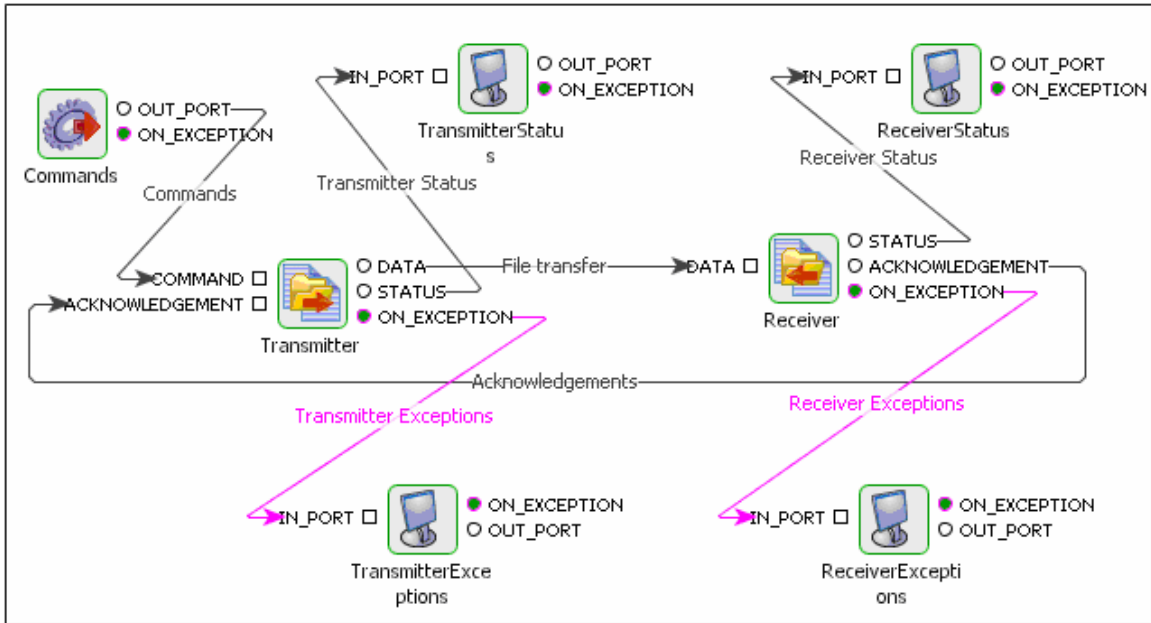 IN_PORT
OUT_PORT
ON_EXCEPTION
TransmitterStatu
s
IN_PORT
OUT_PORT
ON_EXCEPTION
ReceiverStatus
OUT_PORT
ON_EXCEPTION
Commands
Commands
Transmitter Status
Receiver Status
COMMAND
ACKNOWLEDGEMENT
DATA
STATUS
ON_EXCEPTION
Transmitter
File transfer
DATA
STATUS
ACKNOWLEDGEMENT
ON_EXCEPTION
Receiver
Acknowledgements
Transmitter Exceptions
Receiver Exceptions
IN_PORT
ON_EXCEPTION
OUT_PORT
TransmitterExce
ptions
IN_PORT
ON_EXCEPTION
OUT_PORT
ReceiverExcepti
ons